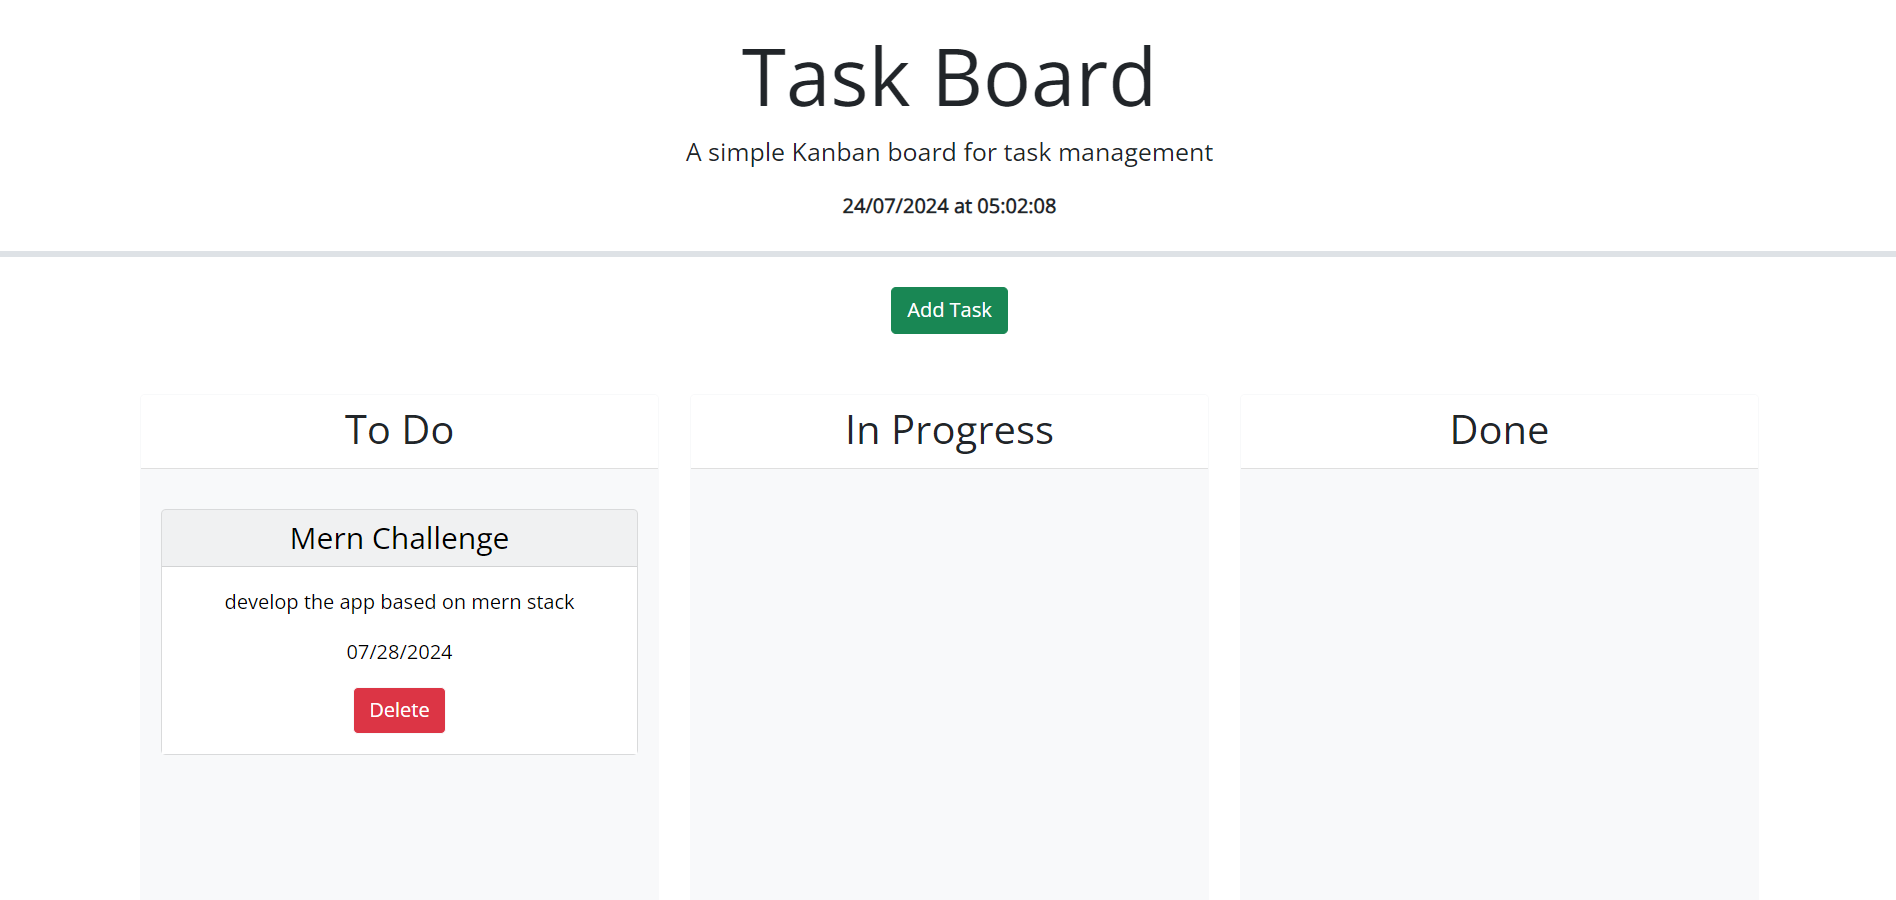 Task Board
A simple Kanban board for task management
24/07/2024 at 05:02:08
Add Task
To Do
In Progress
Done
Mern Challenge
develop the app based on mern stack
07/28/2024
Delete